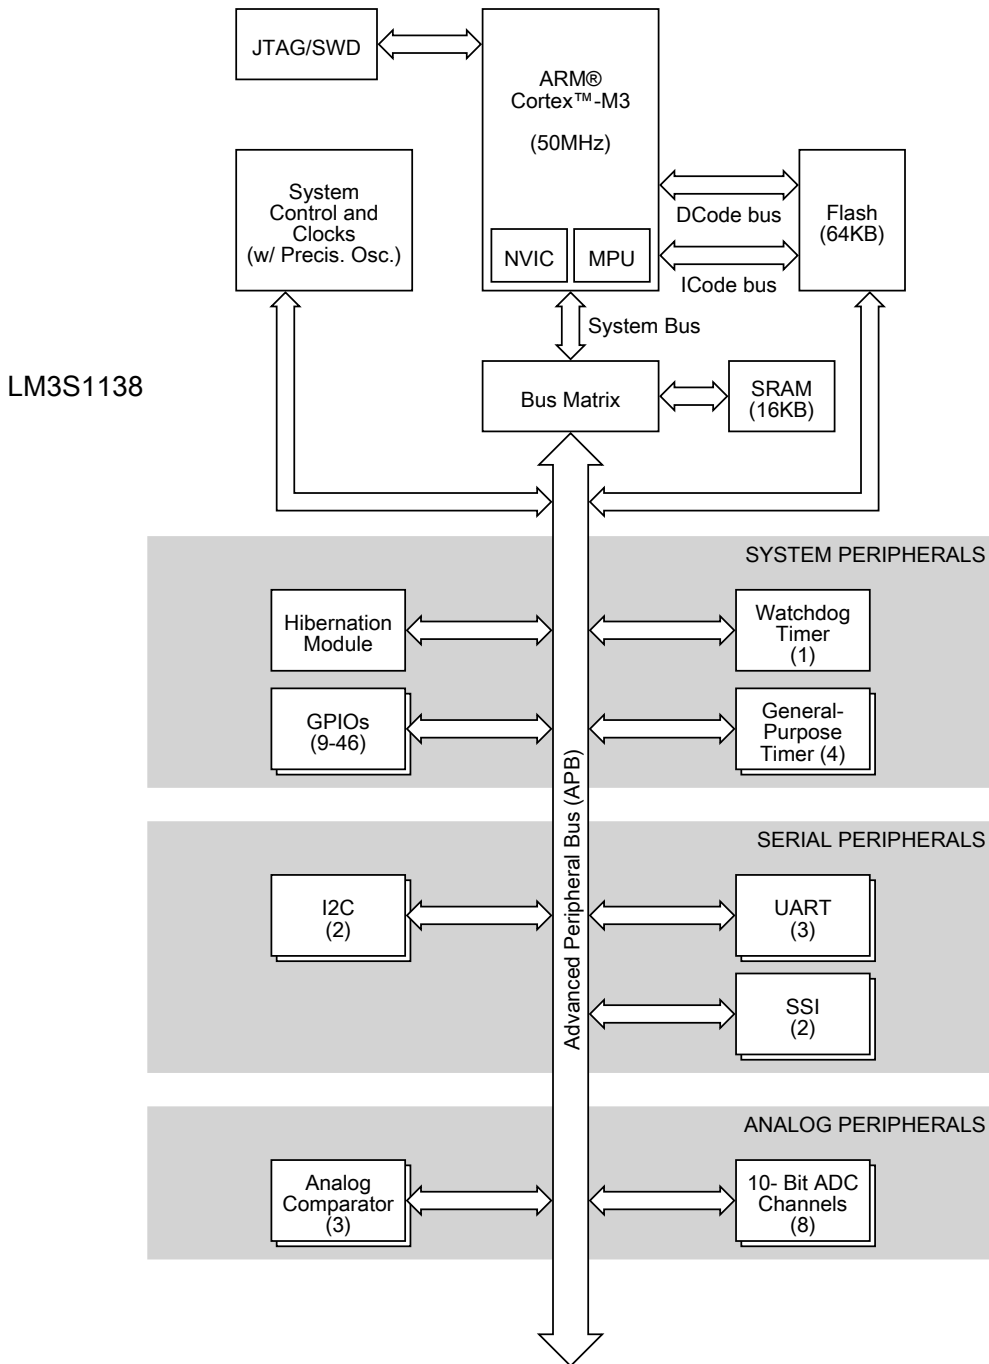 JTAG/SWD
ARM®
Cortex™-M3
(50MHz)
NVIC
MPU
System
Control and
Clocks
(w/ Precis. Osc.)
DCode bus
ICode bus
Flash
(64KB)
System Bus
LM3S1138
Bus Matrix
SRAM
(16KB)
Advanced Peripheral Bus (APB)
SYSTEM PERIPHERALS
Hibernation
Module
Watchdog
Timer
(1)
GPIOs
(9-46)
General-
Purpose
Timer (4)
SERIAL PERIPHERALS
I2C
(2)
UART
(3)
SSI
(2)
ANALOG PERIPHERALS
Analog
Comparator
(3)
10- Bit ADC
Channels
(8)